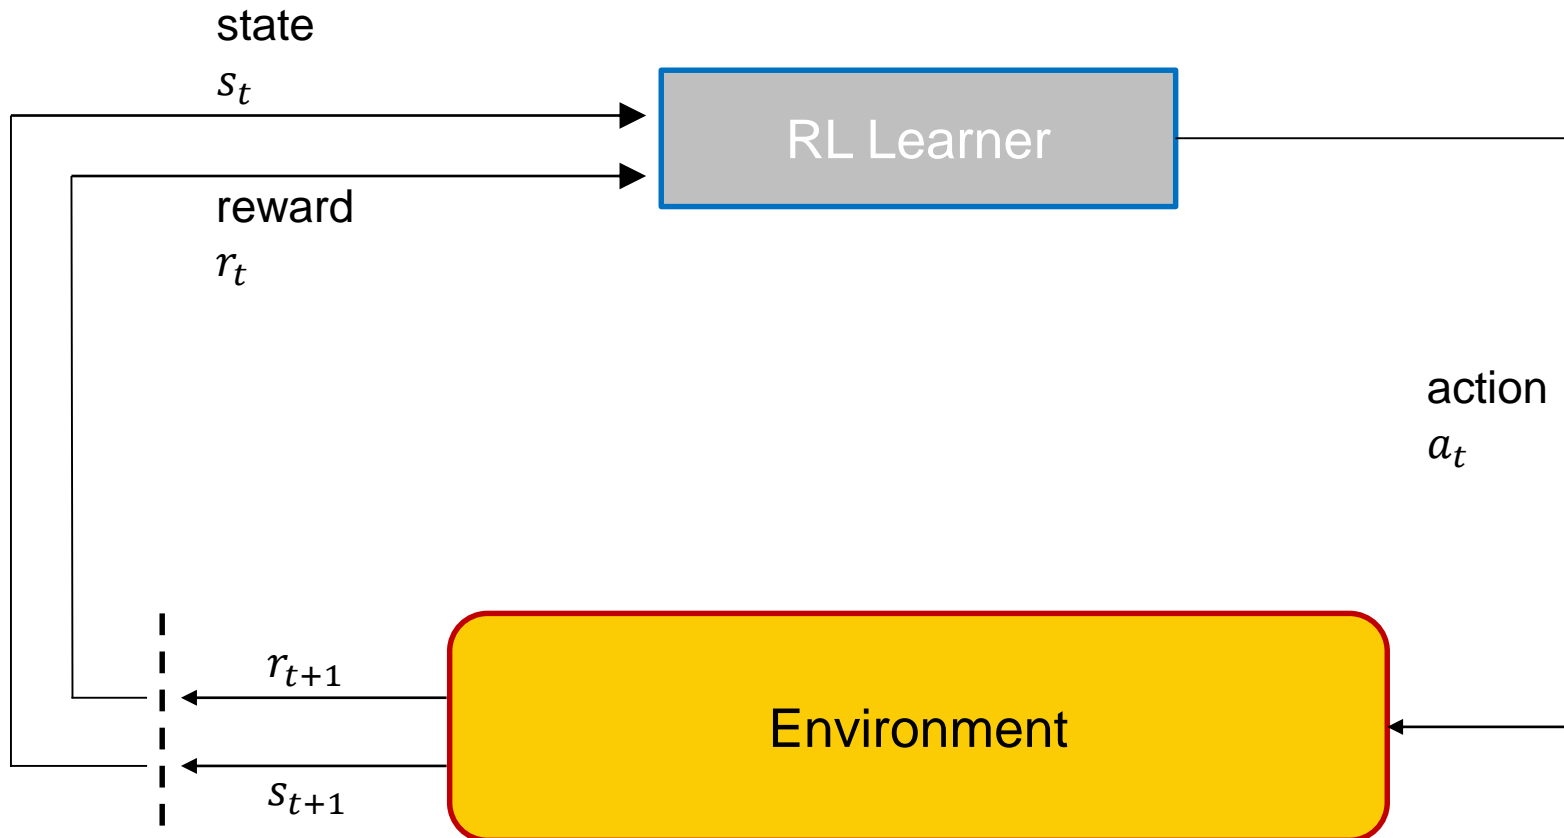 state
s_t
RL Learner
reward
r_t
action
a_t
r_{t+1}
Environment
s_{t+1}